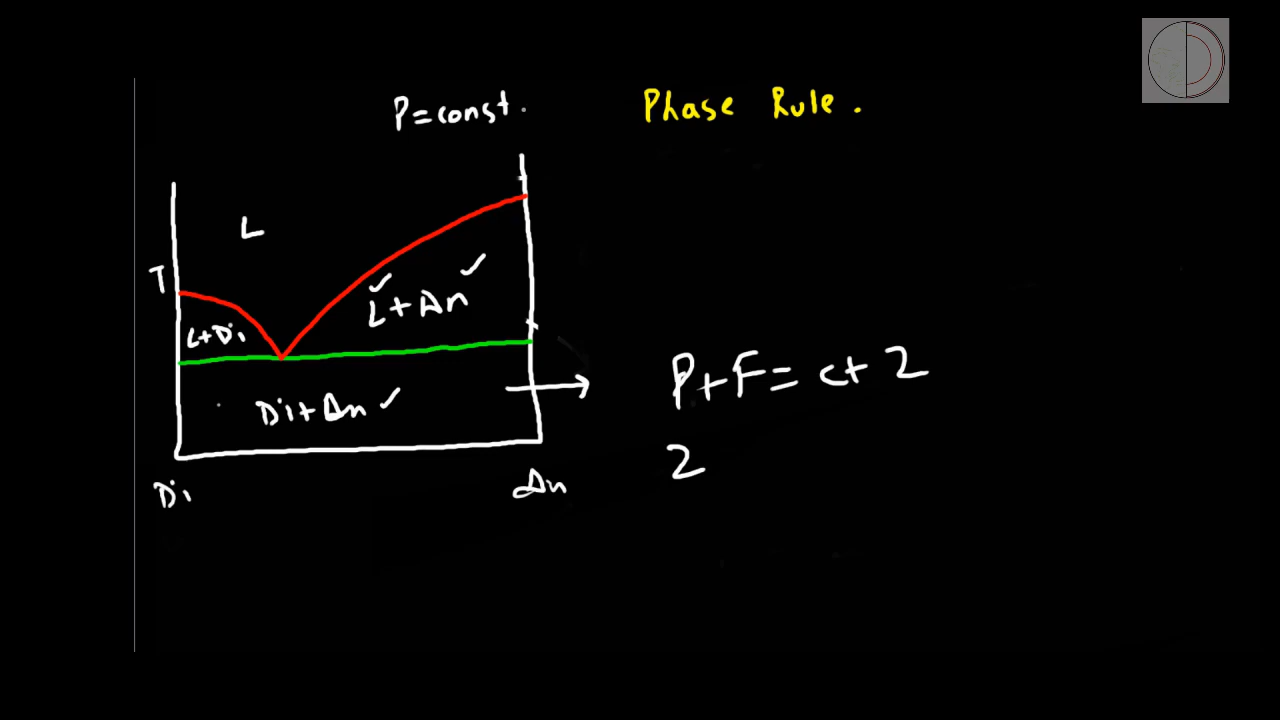 P=const.
Phase Rule.
L
T
L+Di
L+An
Di+An
Di
An
P+F=c+2
2